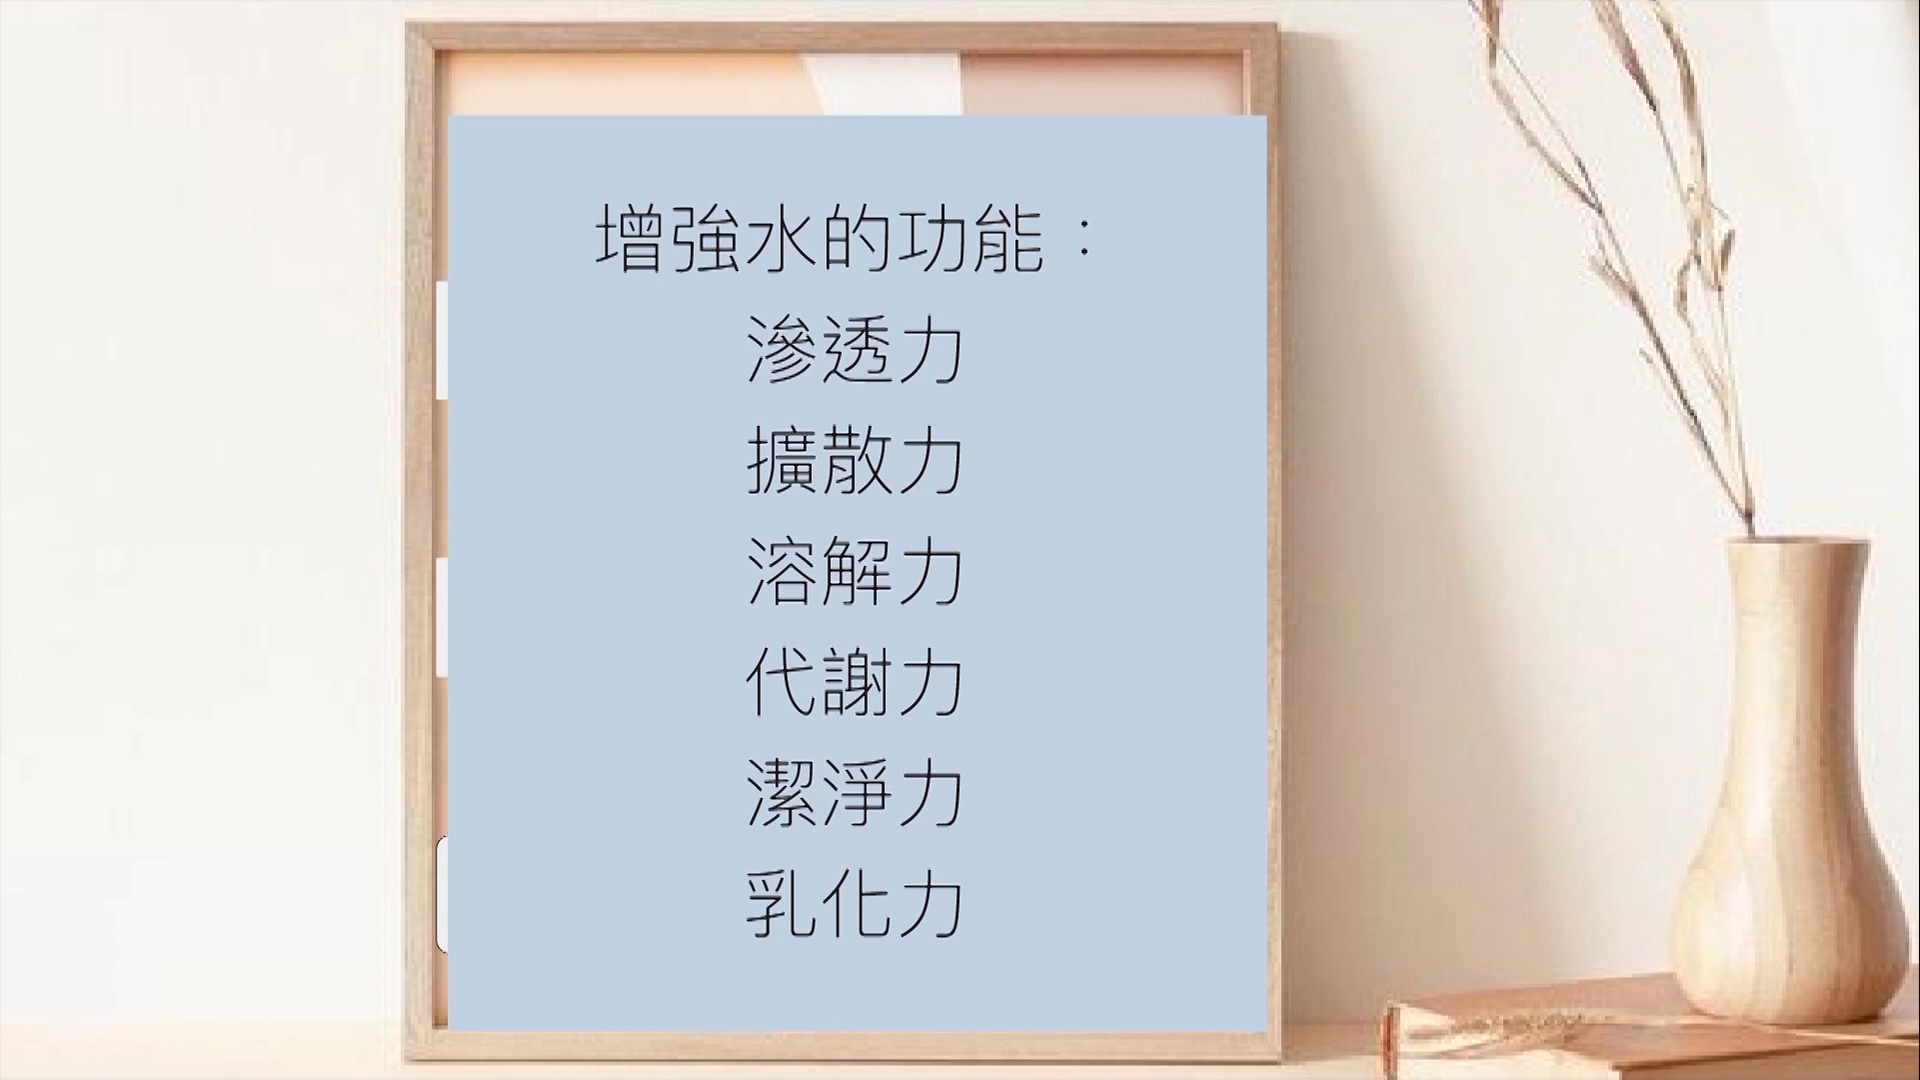 增強水的功能：
滲透力
擴散力
溶解力
代謝力
潔淨力
乳化力